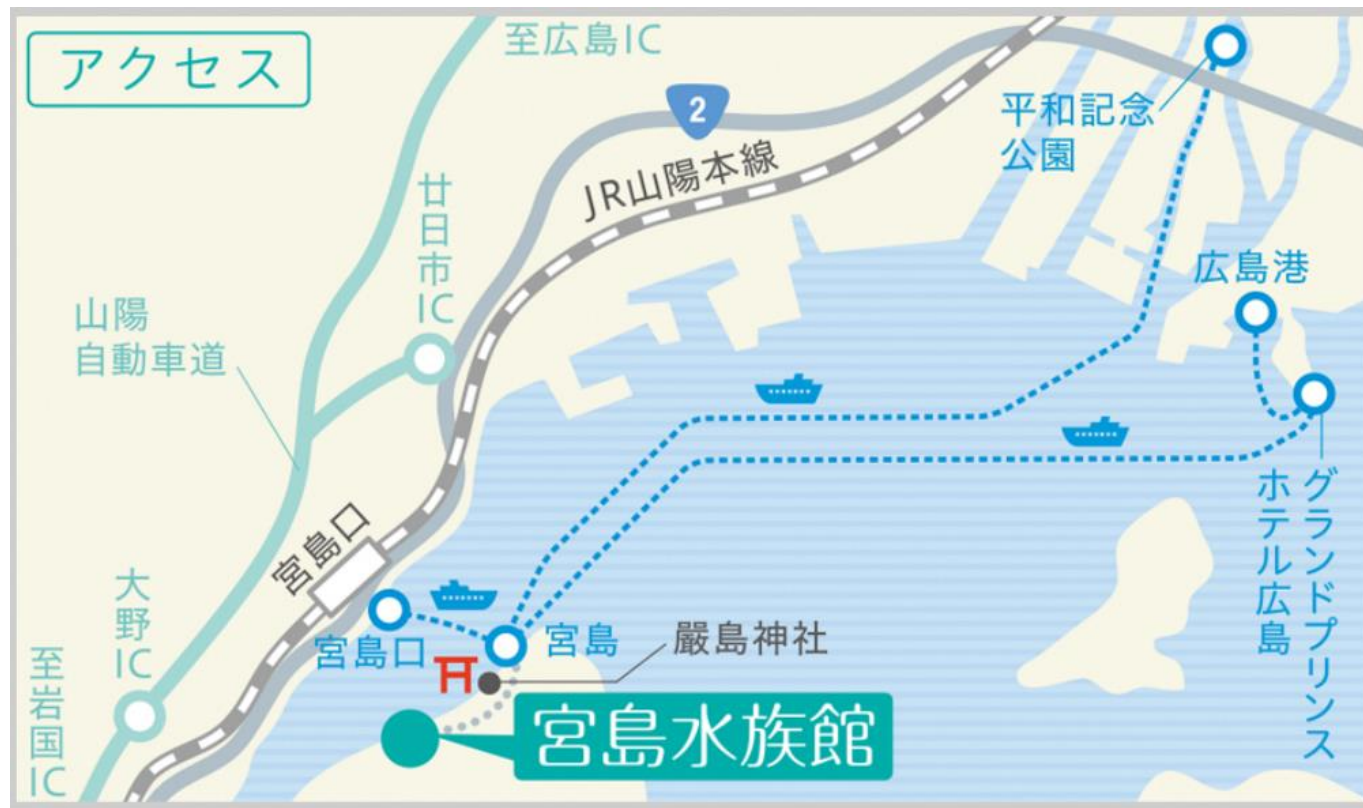 アクセス
至広島IC
2
平和記念
公園
JR山陽本線
廿日市IC
広島港
山陽
自動車道
グランドプリンス
ホテル広島
宮島口
大野IC
宮島口
宮島
嚴島神社
至岩国IC
宮島水族館